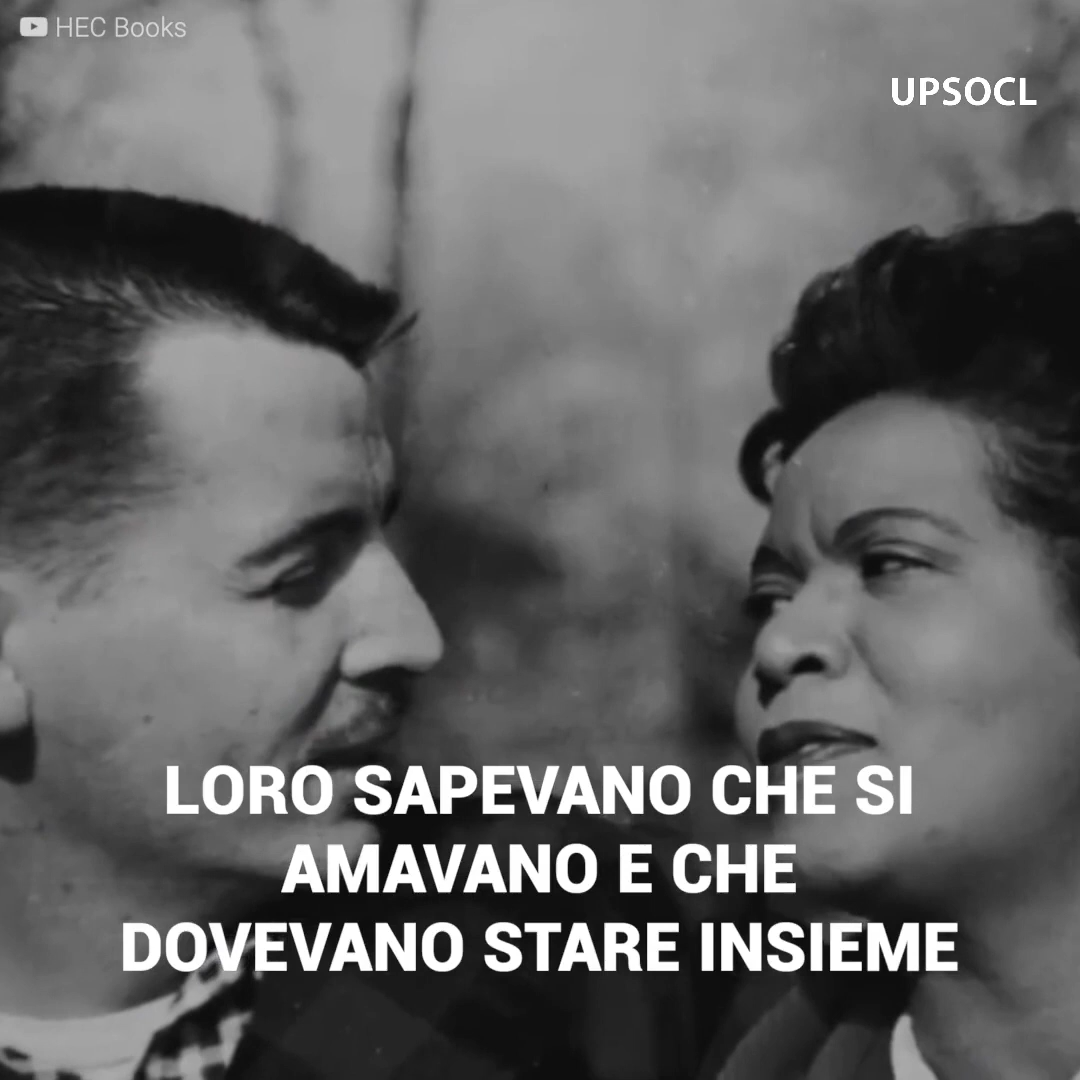 HEC Books
UPSOCL
LORO SAPEVANO CHE SI
AMAVANO E CHE
DOVEVANO STARE INSIEME